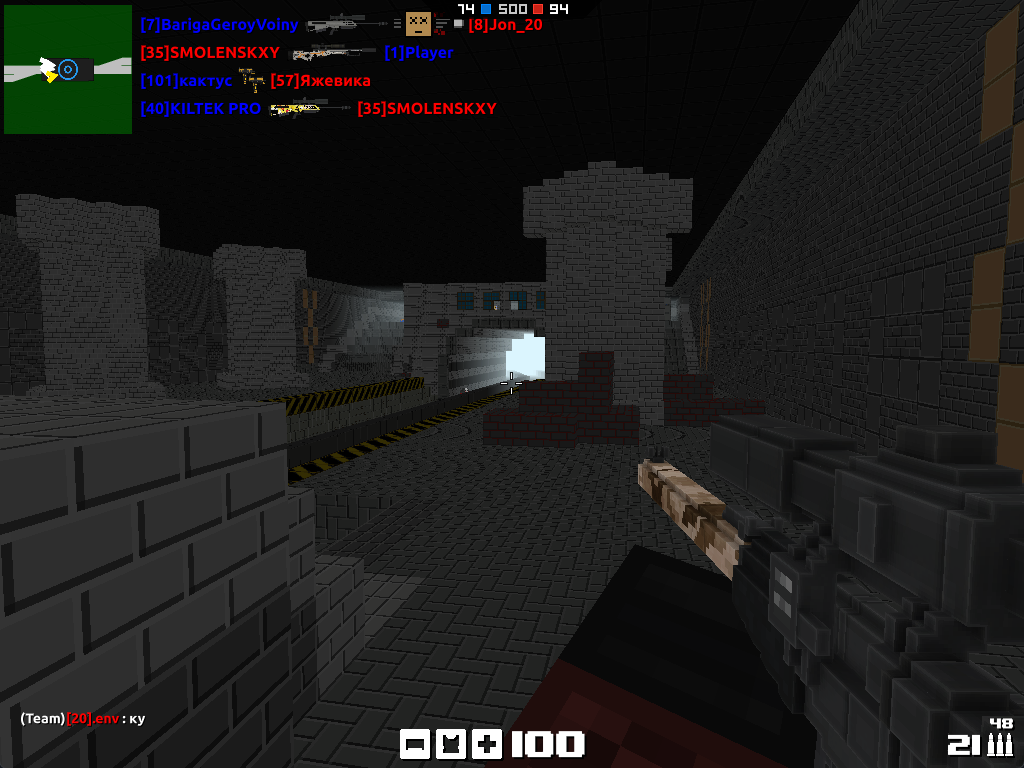 74 500 94
[7]BarigaGeroyVoiny [8]Jon_20
[35]SMOLENSKXY [1]Player
[101]кактус [57]Яжевика
[40]KILTEK PRO [35]SMOLENSKXY
(Team)[20].env : ку
100
48
21